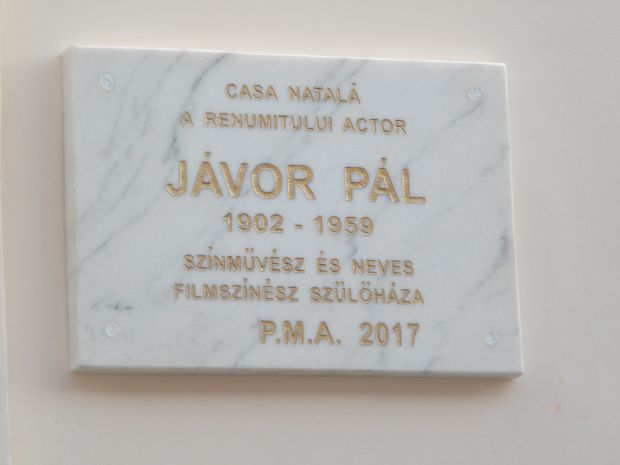 CASA NATALĂ
A RENUMITULUI ACTOR
JÁVOR PÁL
1902 - 1959
SZÍNMŰVÉSZ ÉS NEVES
FILMSZÍNÉSZ SZÜLŐHÁZA
P.M.A. 2017